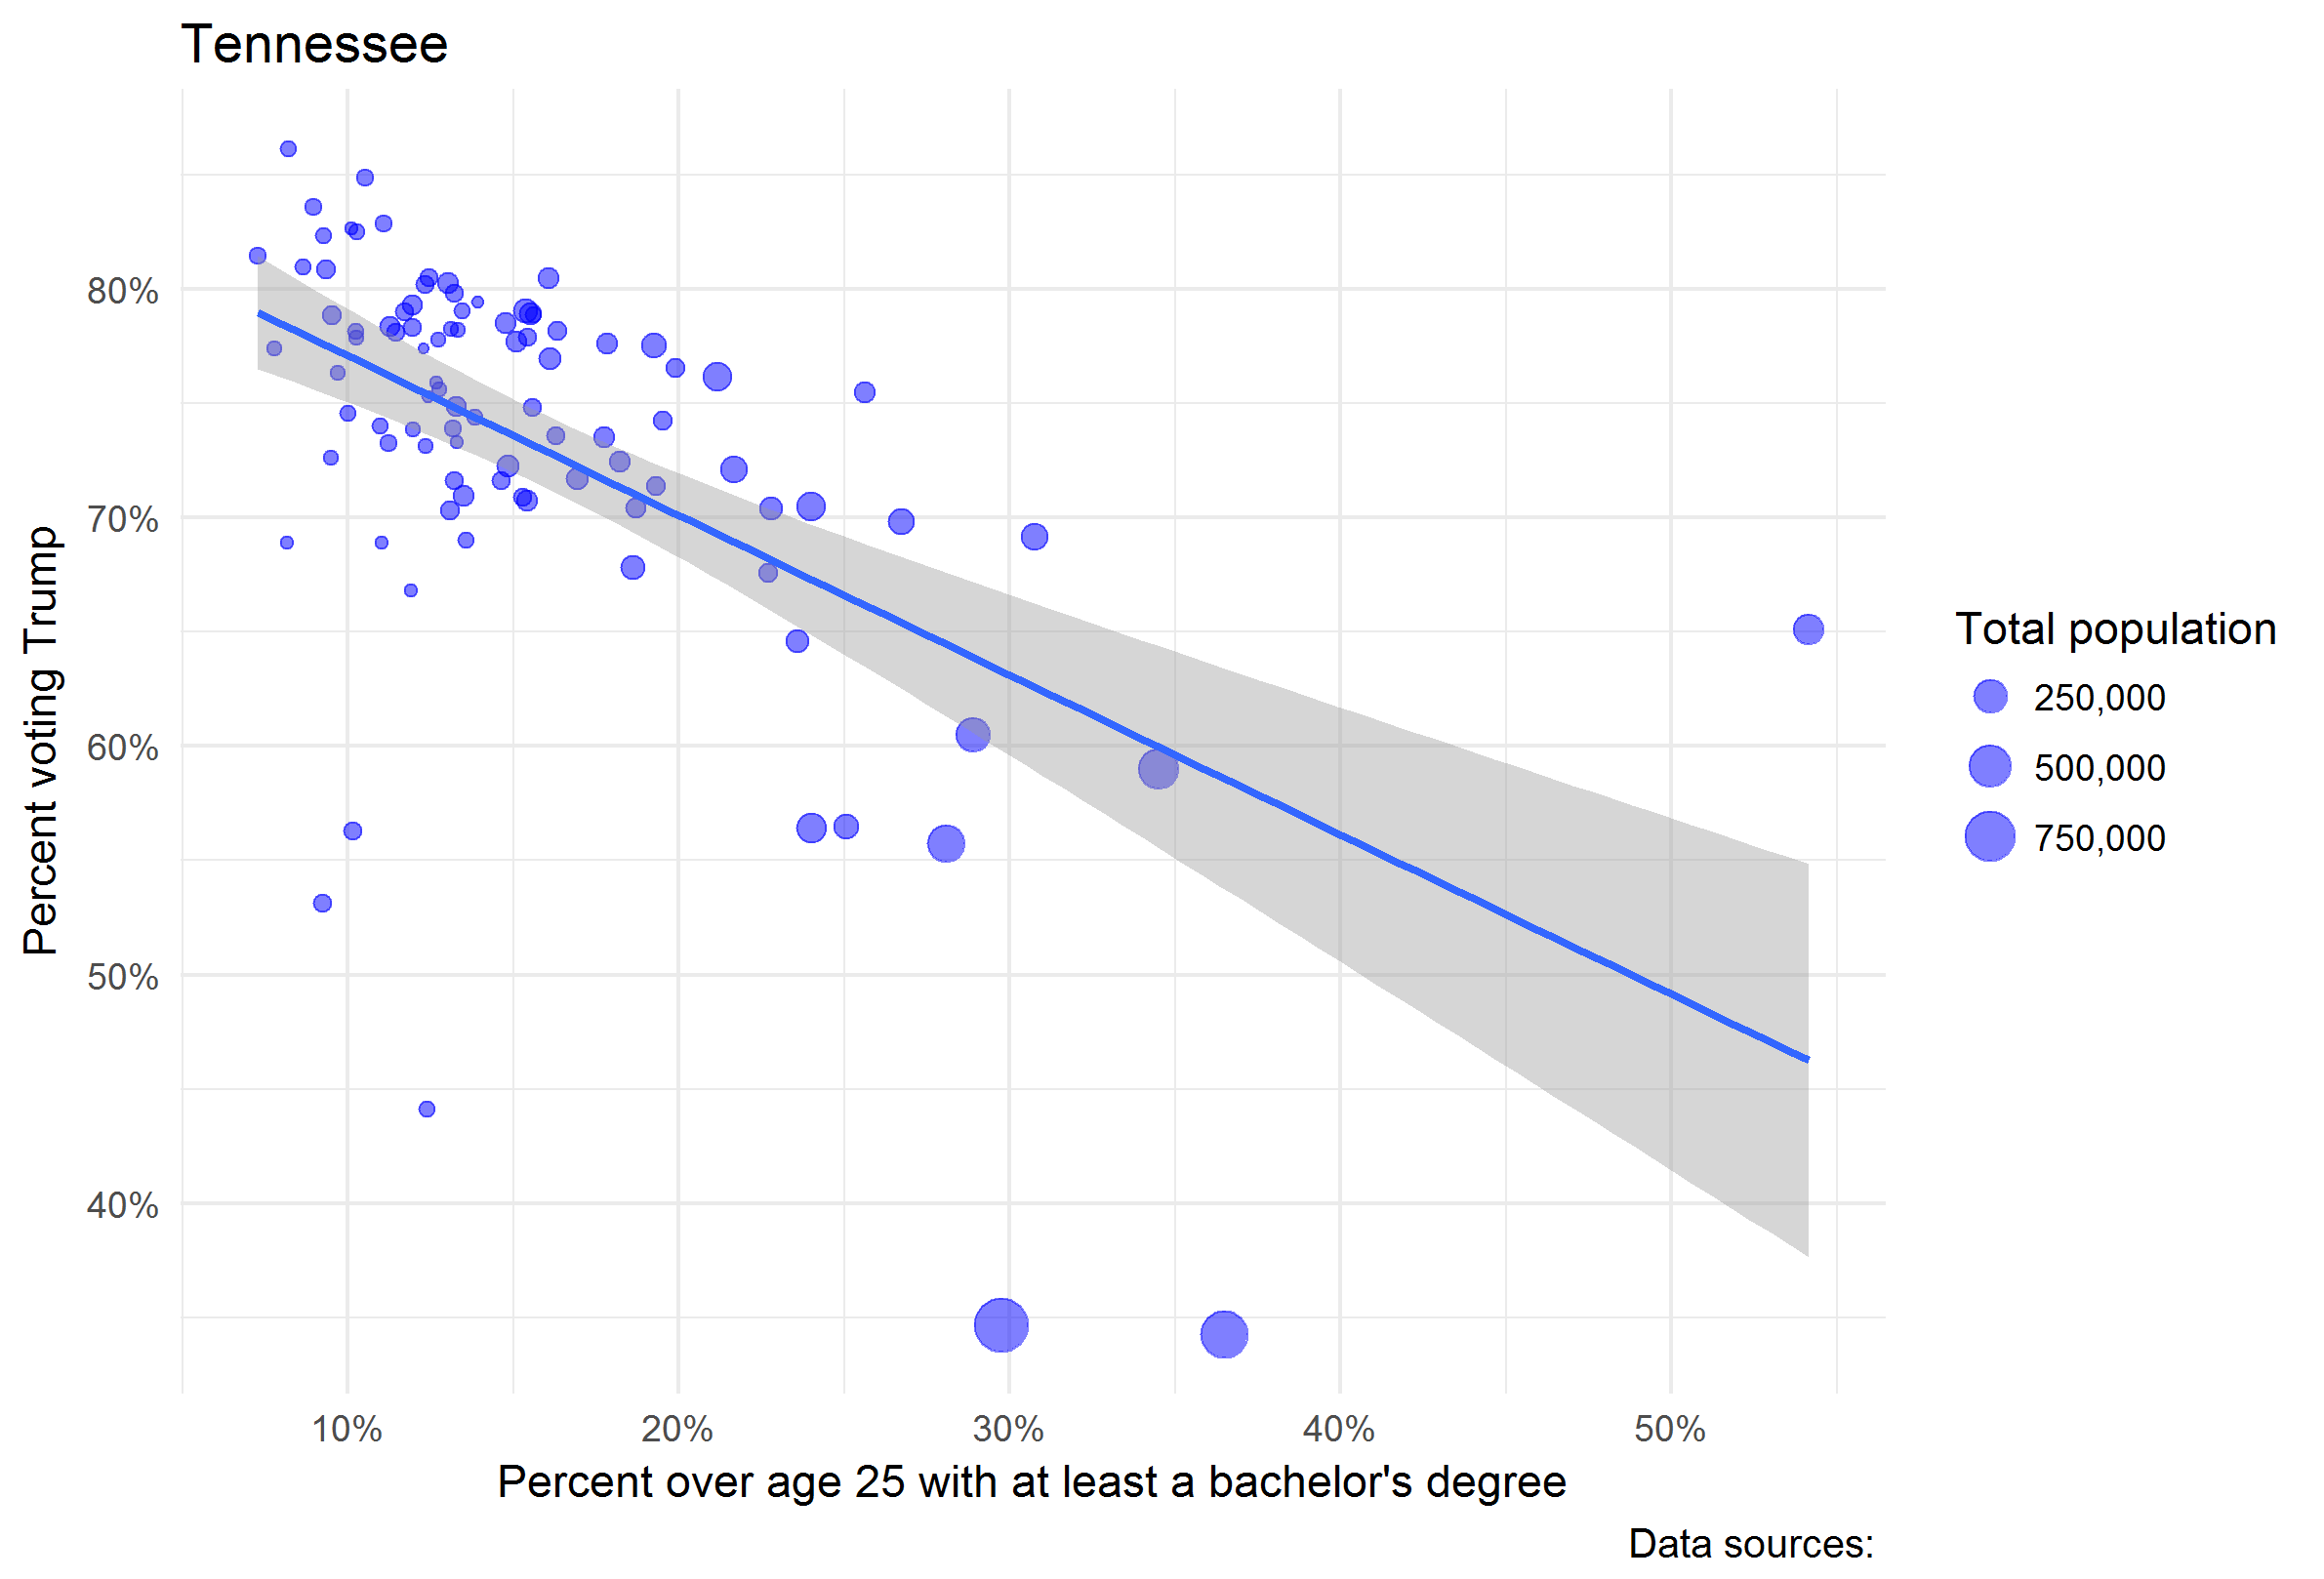 Tennessee
Percent voting Trump
80%
70%
60%
50%
40%
10%
20%
30%
40%
50%
Percent over age 25 with at least a bachelor's degree
Total population
250,000
500,000
750,000
Data sources: